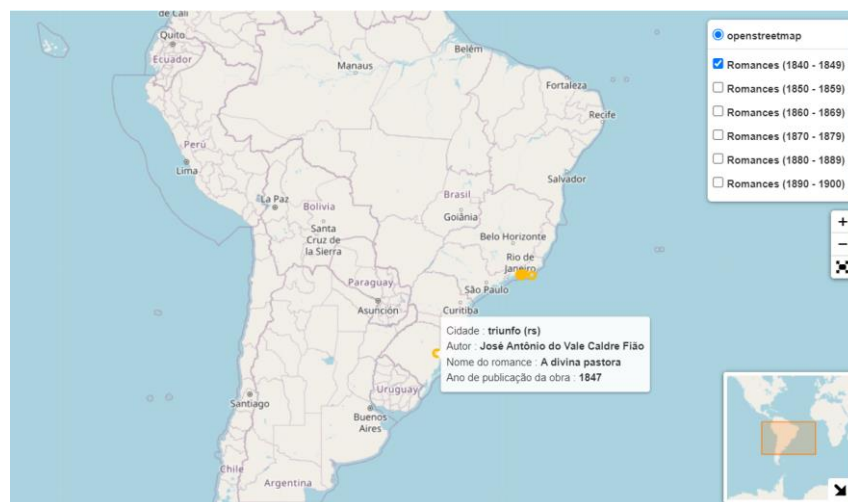 de Cali
Quito
Ecuador
Belém
Manaus
Fortaleza
Recife
Perú
Lima
Salvador
La Paz
Bolivia
Brasil
Goiânia
Santa
Cruz de
la Sierra
Belo Horizonte
Rio de
Janeiro
Paraguay
São Paulo
Asunción
Curitiba
Uruguay
Santiago
Buenos
Aires
Chile
Argentina
Cidade : triunfo (rs)
Autor : José Antônio do Vale Caldre Fião
Nome do romance : A divina pastora
Ano de publicação da obra : 1847
openstreetmap
Romances (1840 - 1849)
Romances (1850 - 1859)
Romances (1860 - 1869)
Romances (1870 - 1879)
Romances (1880 - 1889)
Romances (1890 - 1900)
+
−